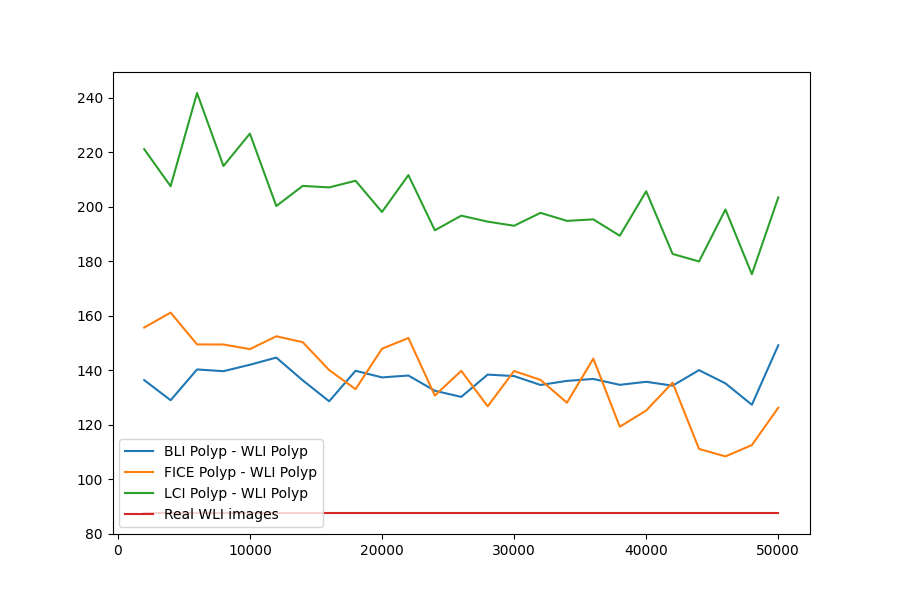 240
220
200
180
160
140
120
100
80
BLI Polyp - WLI Polyp
FICE Polyp - WLI Polyp
LCI Polyp - WLI Polyp
Real WLI images
0 10000 20000 30000 40000 50000